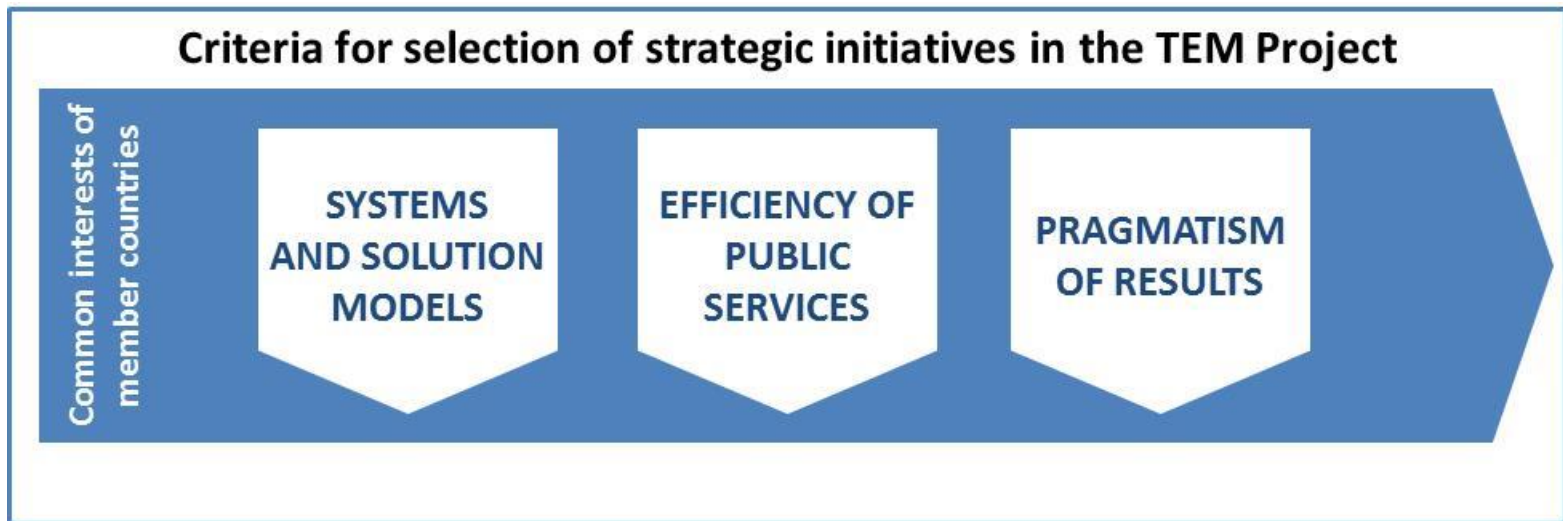 Criteria for selection of strategic initiatives in the TEM Project
Common interests of
member countries
SYSTEMS
AND SOLUTION
MODELS
EFFICIENCY OF
PUBLIC
SERVICES
PRAGMATISM
OF RESULTS